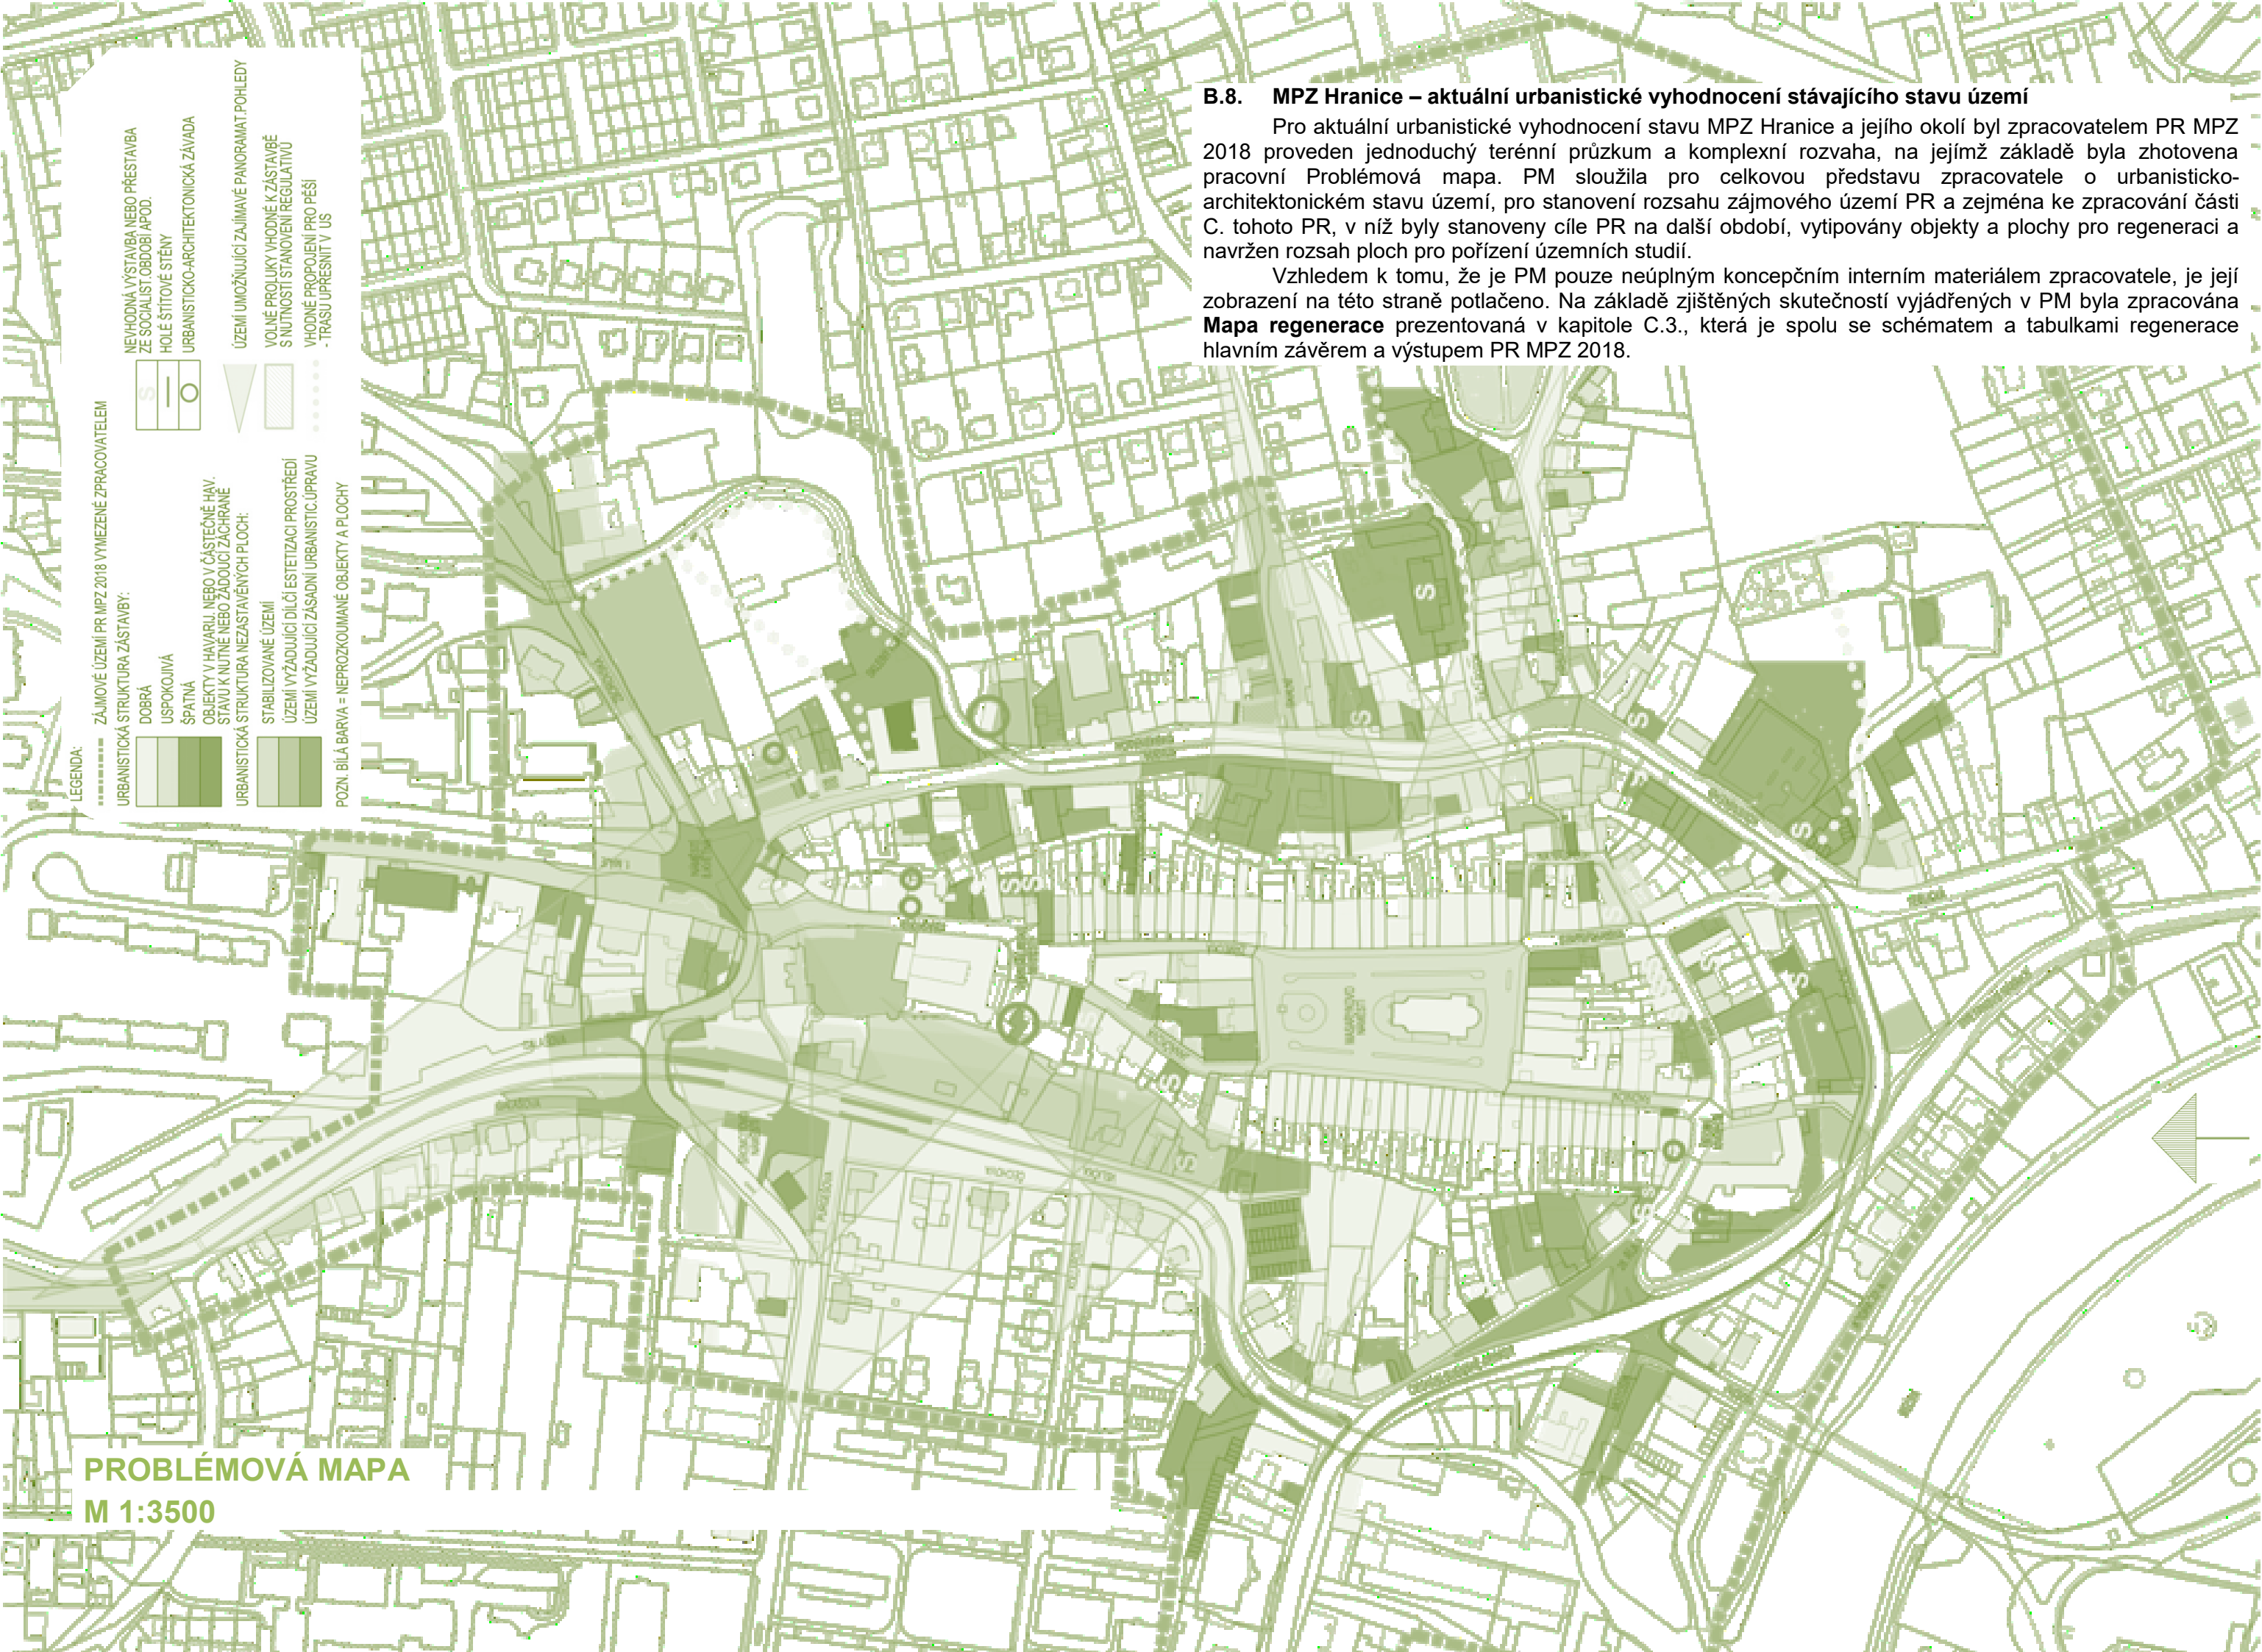 B.8. MPZ Hranice – aktuální urbanistické vyhodnocení stávajícího stavu území
Pro aktuální urbanistické vyhodnocení stavu MPZ Hranice a jejího okolí byl zpracovatelem PR MPZ
2018 proveden jednoduchý terénní průzkum a komplexní rozvaha, na jejímž základě byla zhotovena
pracovní Problémová mapa. PM sloužila pro celkovou představu zpracovatele o urbanisticko-
architektonickém stavu území, pro stanovení rozsahu zájmového území PR a zejména ke zpracování části
C. tohoto PR, v níž byly stanoveny cíle PR na další období, vytipovány objekty a plochy pro regeneraci a
navržen rozsah ploch pro pořízení územních studií.
Vzhledem k tomu, že je PM pouze neúplným koncepčním interním materiálem zpracovatele, je její
zobrazení na této straně potlačeno. Na základě zjištěných skutečností vyjádřených v PM byla zpracována
Mapa regenerace prezentovaná v kapitole C.3., která je spolu se schématem a tabulkami regenerace
hlavním závěrem a výstupem PR MPZ 2018.
LEGENDA:
ZÁJMOVÉ ÚZEMÍ PR MPZ 2018 VYMEZENÉ ZPRACOVATELEM
URBANISTICKÁ STRUKTURA ZÁSTAVBY:
DOBRÁ
USPOKOJIVÁ
ŠPATNÁ
OBJEKTY V HAVARIJ. NEBO V ČÁSTEČNĚ HAV.
STAVU K NUTNÉ NEBO ŽÁDOUCÍ ZÁCHRANĚ
URBANISTICKÁ STRUKTURA NEZASTAVĚNÝCH PLOCH:
STABILIZOVANÉ ÚZEMÍ
ÚZEMÍ VYŽADUJÍCÍ DÍLČÍ ESTETIZACI PROSTŘEDÍ
ÚZEMÍ VYŽADUJÍCÍ ZÁSADNÍ URBANISTIC.ÚPRAVU
POZN. BÍLÁ BARVA = NEPROZKOUMANÉ OBJEKTY A PLOCHY
S
NEVHODNÁ VÝSTAVBA NEBO PŘESTAVBA
ZE SOCIALIST.OBDOBÍ APOD.
HOLÉ ŠTÍTOVÉ STĚNY
URBANISTICKO-ARCHITEKTONICKÁ ZÁVADA
ÚZEMÍ UMOŽŇUJÍCÍ ZAJÍMAVÉ PANORAMAT.POHLEDY
VOLNÉ PROLUKY VHODNÉ K ZÁSTAVBĚ
S NUTNOSTÍ STANOVENÍ REGULATIVŮ
VHODNÉ PROPOJENÍ PRO PĚŠÍ
- TRASU UPŘESNIT V ÚS
PROBLÉMOVÁ MAPA
M 1:3500